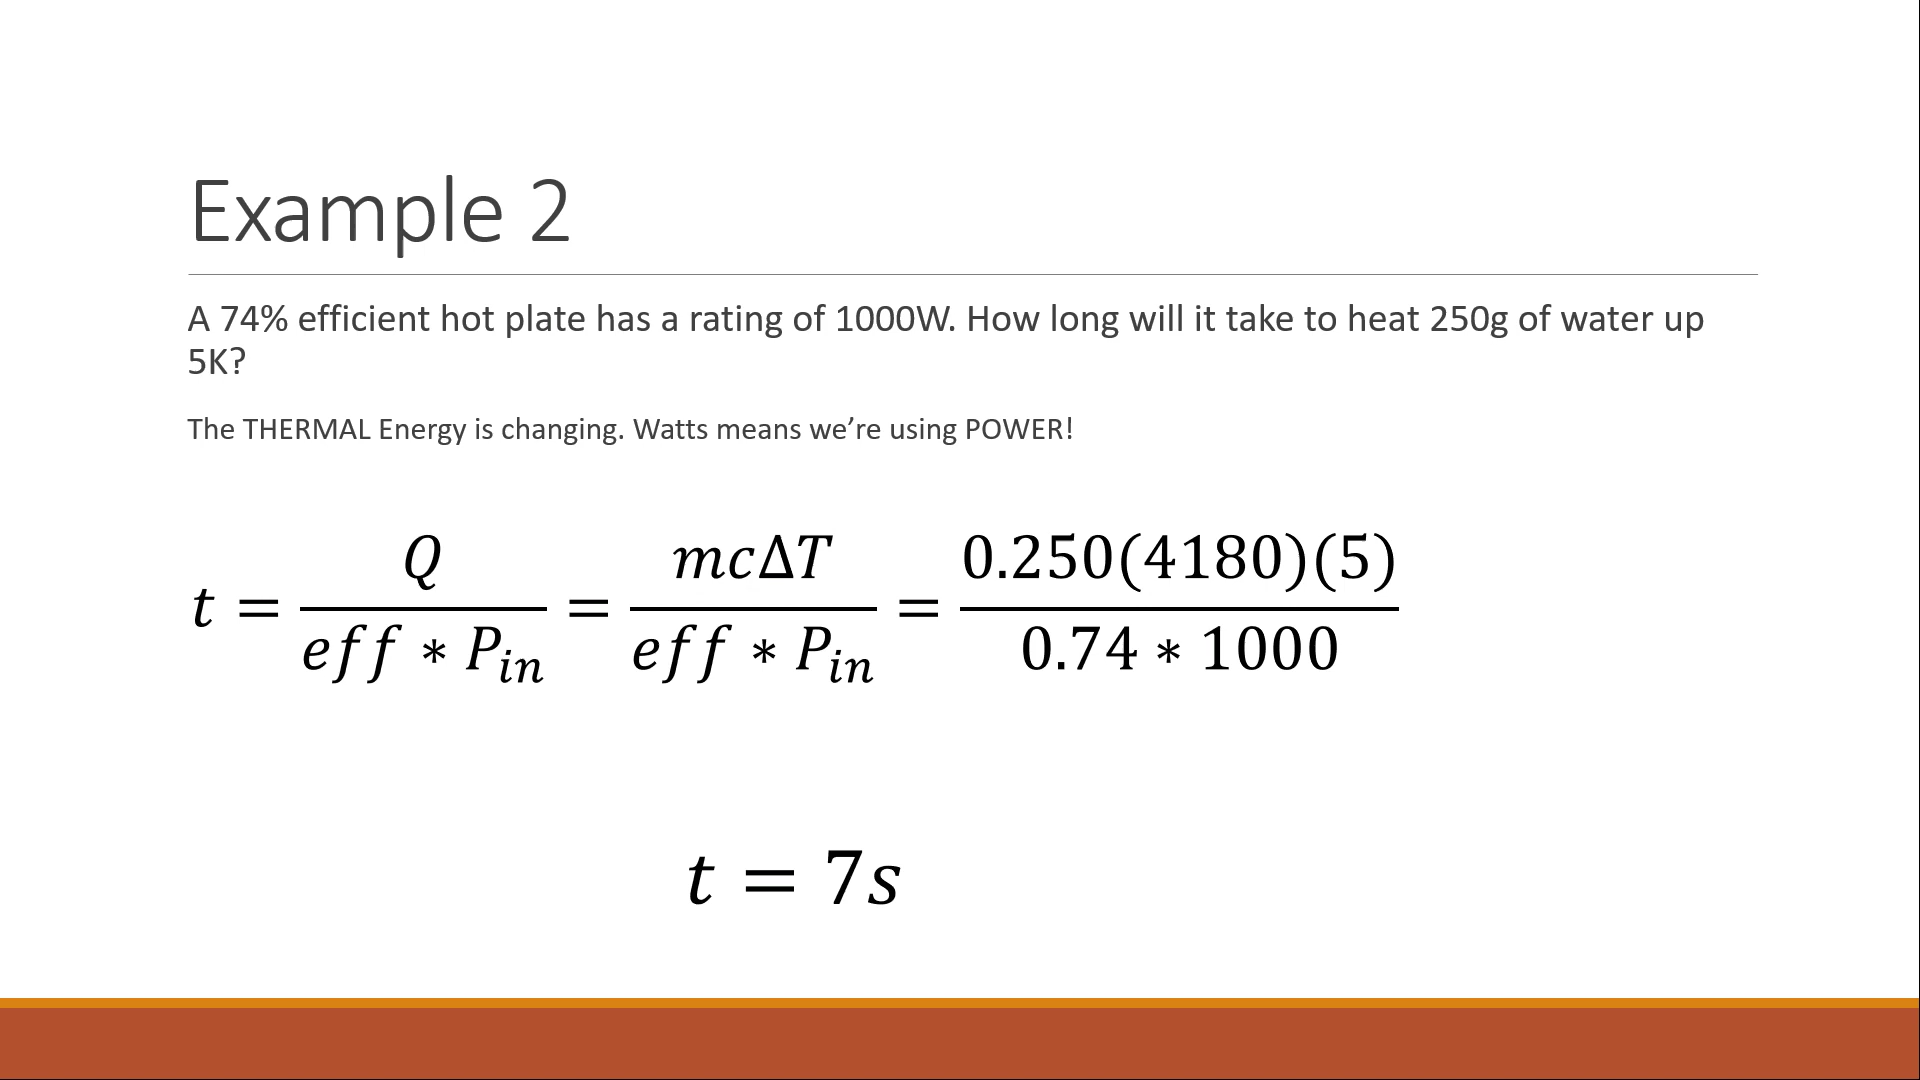 Example 2
A 74% efficient hot plate has a rating of 1000W. How long will it take to heat 250g of water up
5K?
The THERMAL Energy is changing. Watts means we’re using POWER!
t = Q / (eff ∗ P_in) = mcΔT / (eff ∗ P_in) = 0.250(4180)(5) / (0.74 ∗ 1000)
t = 7s